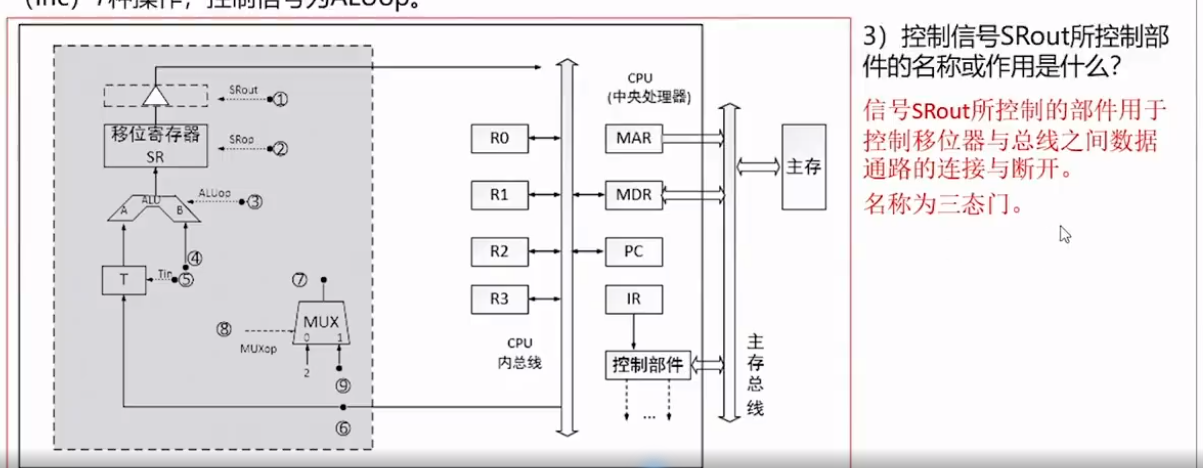 (inc) 7种操作，控制信号为ALUop。
3）控制信号SRout所控制部
件的名称或作用是什么？
信号SRout所控制的部件用于
控制移位器与总线之间数据
通路的连接与断开。
名称为三态门。
SRout
①
移位寄存器
SR
SRop
②
ALU
A
B
ALUop
③
④
T
Tin
⑤
⑦
MUX
0
1
⑧
MUXop
2
⑨
⑥
CPU
(中央处理器)
R0
MAR
R1
MDR
R2
PC
R3
IR
CPU
内总线
控制部件
...
主存
主
存
总
线